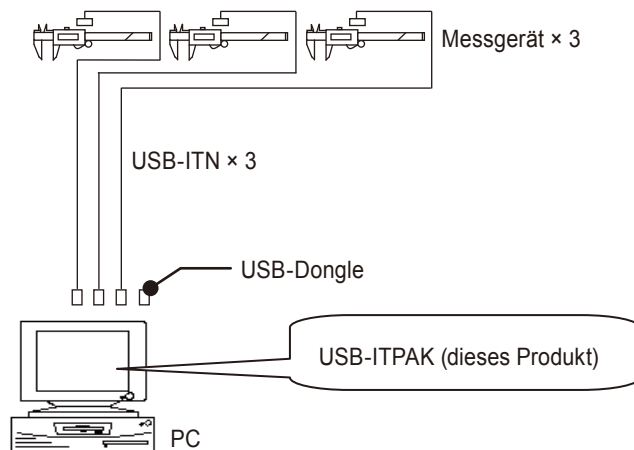 Messgerät × 3
USB-ITN × 3
USB-Dongle
USB-ITPAK (dieses Produkt)
PC